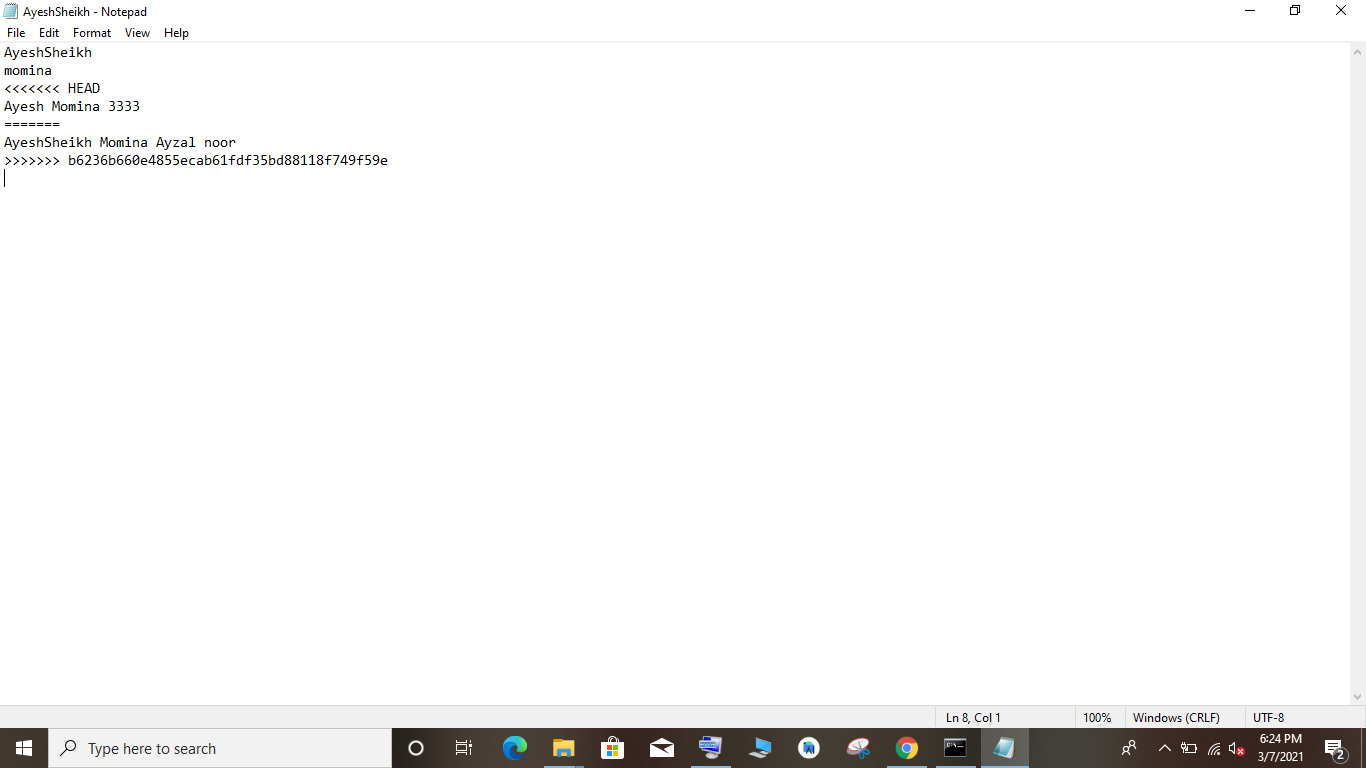 AyeshSheikh - Notepad
File Edit Format View Help
AyeshSheikh
momina
<<<<<<< HEAD
Ayesh Momina 3333
=======
AyeshSheikh Momina Ayzal noor
>>>>>>> b6236b660e4855ecab61fdf35bd88118f749f59e
Ln 8, Col 1 100% Windows (CRLF) UTF-8
Type here to search
6:24 PM
3/7/2021
2